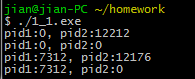 jian@jian-PC ~/homework
$ ./1_1.exe
pid1:0, pid2:12212
pid1:0, pid2:0
pid1:7312, pid2:12176
pid1:7312, pid2:0